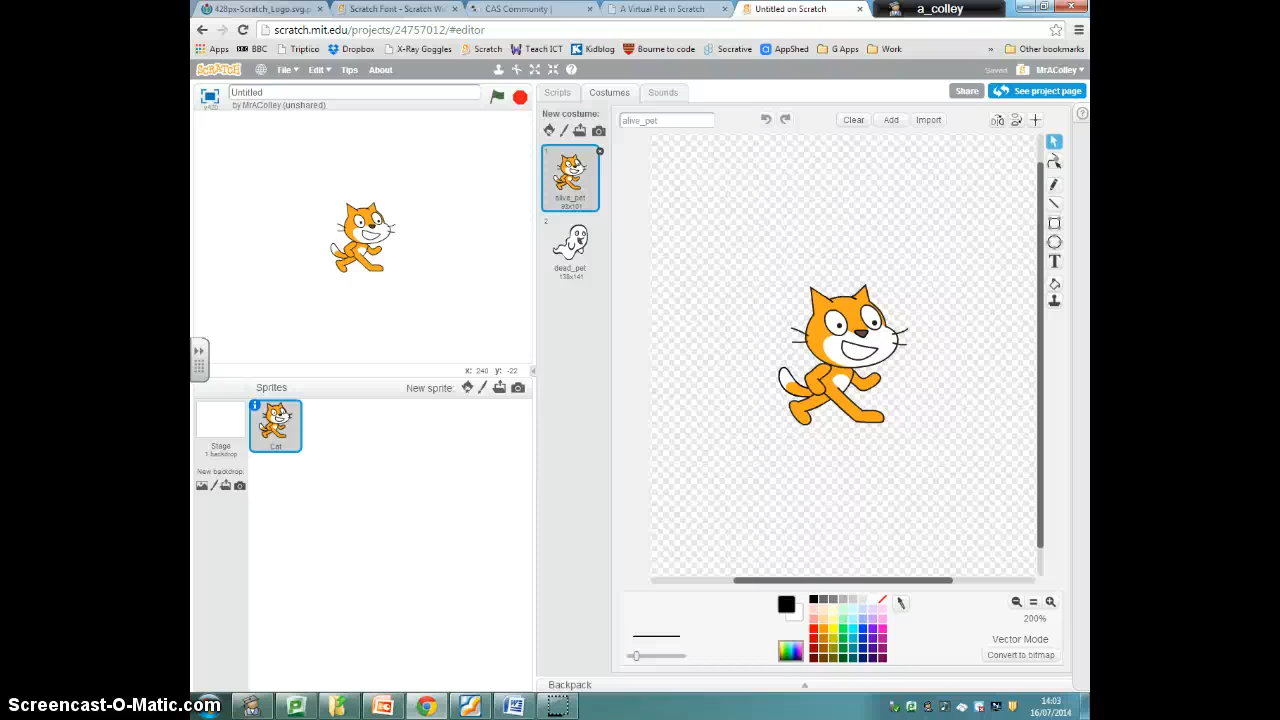 428px-Scratch_Logo.svg.p
Scratch Font - Scratch Wi
CAS Community |
A Virtual Pet in Scratch
Untitled on Scratch
a_colley
scratch.mit.edu/projects/24757012/#editor
Apps BBC Triptico Dropbox X-Ray Goggles Scratch Teach ICT Kidblog Bourne to code Socrative AppShed G Apps Work » Other bookmarks
SCRATCH File Edit Tips About Saved MrAColley
Untitled
by MrAColley (unshared)
Scripts Costumes Sounds
Share See project page
New costume:
alive_pet
Clear Add Import
1
alive_pet
93x101
2
dead_pet
138x141
x: 240 y: -22
Sprites New sprite:
Stage
1 backdrop
New backdrop:
Cat
T
200%
Vector Mode
Convert to bitmap
Backpack
14:03
16/07/2014
Screencast-O-Matic.com